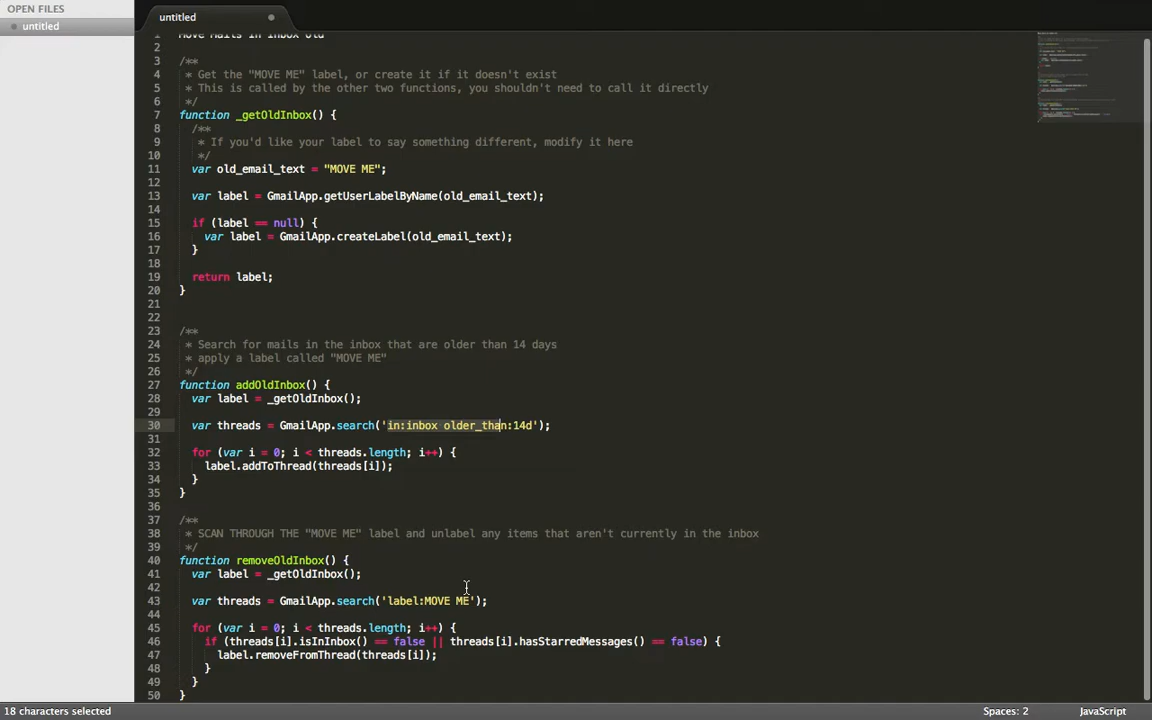 OPEN FILES
untitled
untitled
1 Move Mails in Inbox Old
2
3 /**
4 * Get the "MOVE ME" label, or create it if it doesn't exist
5 * This is called by the other two functions, you shouldn't need to call it directly
6 */
7 function _getOldInbox() {
8 /**
9 * If you'd like your label to say something different, modify it here
10 */
11 var old_email_text = "MOVE ME";
12
13 var label = GmailApp.getUserLabelByName(old_email_text);
14
15 if (label == null) {
16 var label = GmailApp.createLabel(old_email_text);
17 }
18
19 return label;
20 }
21
22
23 /**
24 * Search for mails in the inbox that are older than 14 days
25 * apply a label called "MOVE ME"
26 */
27 function addOldInbox() {
28 var label = _getOldInbox();
29
30 var threads = GmailApp.search('in:inbox older_than:14d');
31
32 for (var i = 0; i < threads.length; i++) {
33 label.addToThread(threads[i]);
34 }
35 }
36
37 /**
38 * SCAN THROUGH THE "MOVE ME" label and unlabel any items that aren't currently in the inbox
39 */
40 function removeOldInbox() {
41 var label = _getOldInbox();
42
43 var threads = GmailApp.search('label:MOVE ME');
44
45 for (var i = 0; i < threads.length; i++) {
46 if (threads[i].isInInbox() == false || threads[i].hasStarredMessages() == false) {
47 label.removeFromThread(threads[i]);
48 }
49 }
50 }
18 characters selected
Spaces: 2
JavaScript